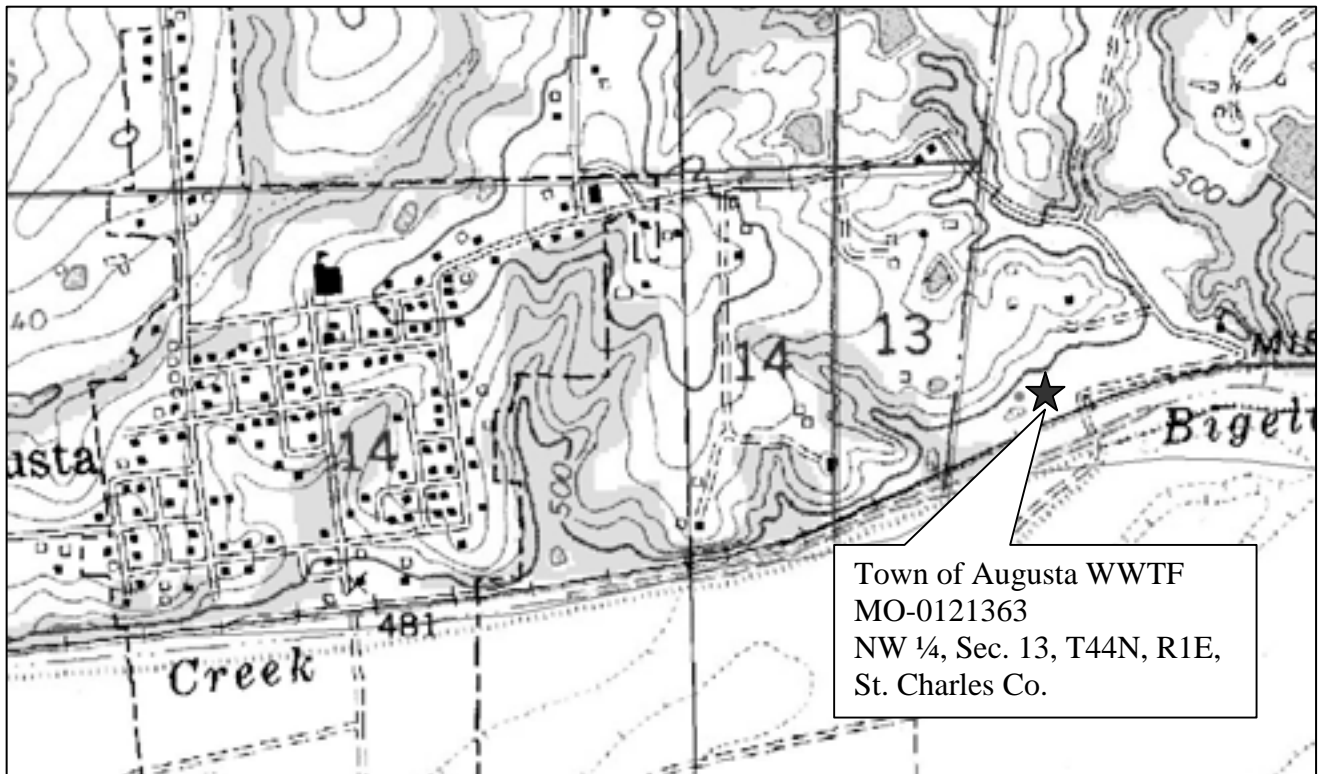 500
40
13
14
MIS
Bigel
usta
14
500
481
Creek
Town of Augusta WWTF
MO-0121363
NW ¼, Sec. 13, T44N, R1E,
St. Charles Co.